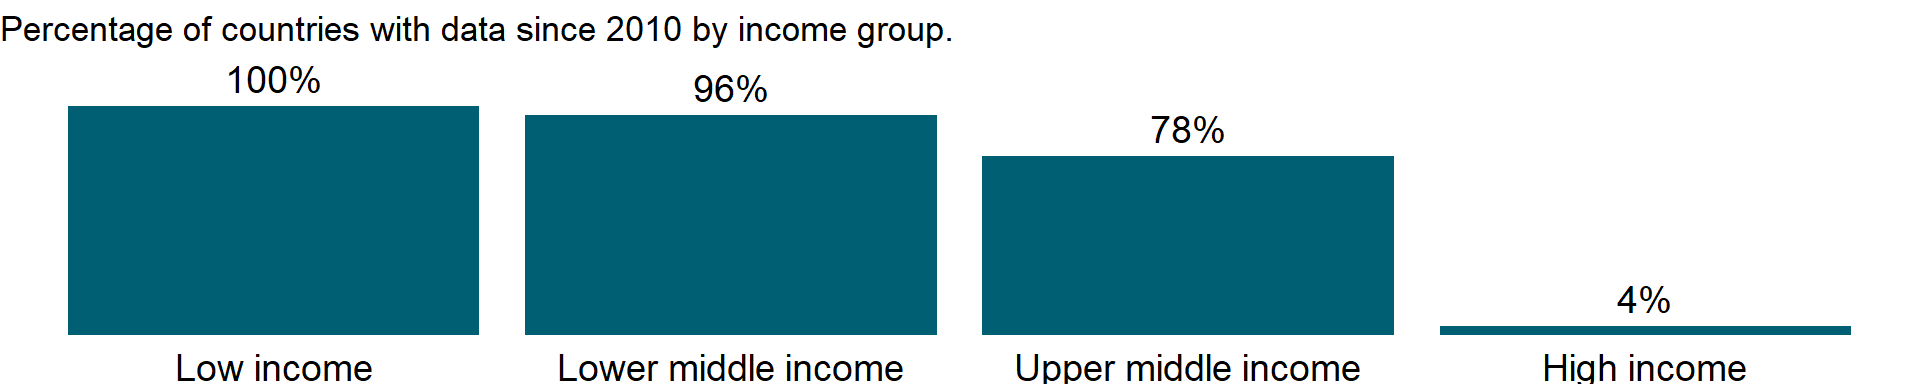 Percentage of countries with data since 2010 by income group.
100%
96%
78%
4%
Low income
Lower middle income
Upper middle income
High income